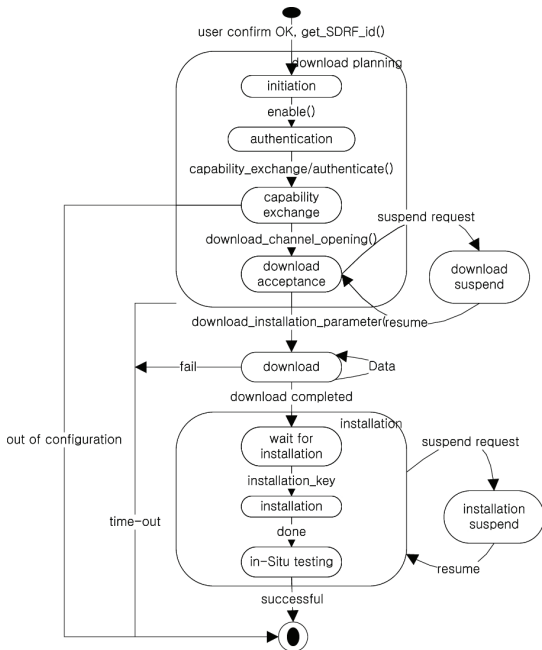 user confirm OK, get_SDRF_id()
download planning
initiation
enable()
authentication
capability_exchange/authenticate()
capability
exchange
suspend request
download_channel_opening()
download
acceptance
download
suspend
download_installation_parameter(
resume
download
fail
Data
download completed
installation
out of configuration
wait for
installation
suspend request
installation_key
installation
installation
suspend
time-out
done
in-Situ testing
resume
successful